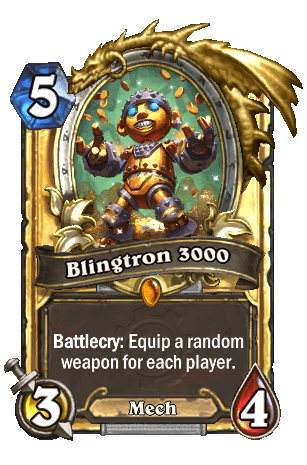 5
Blingtron 3000
Battlecry: Equip a random
weapon for each player.
3
Mech
4